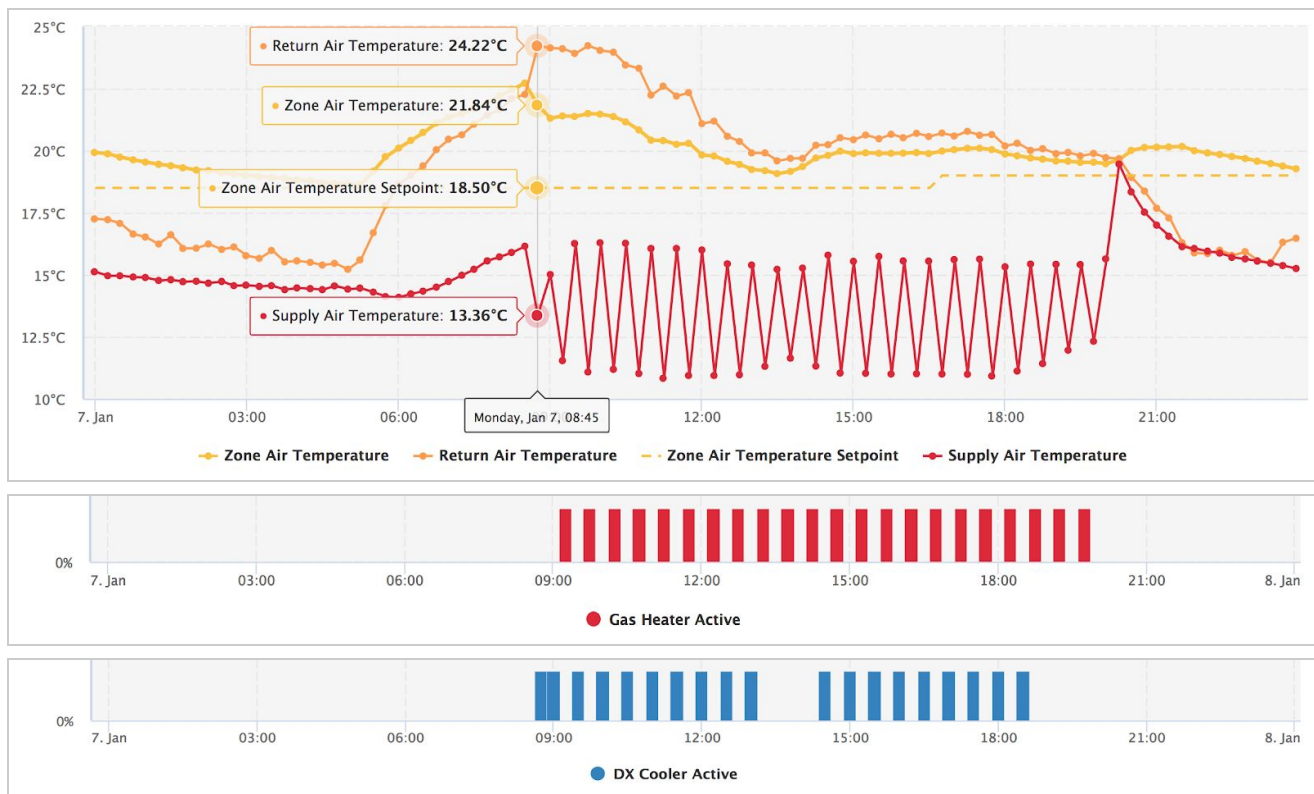 25°C
22.5°C
20°C
17.5°C
15°C
12.5°C
10°C
Return Air Temperature: 24.22°C
Zone Air Temperature: 21.84°C
Zone Air Temperature Setpoint: 18.50°C
Supply Air Temperature: 13.36°C
7. Jan 03:00 06:00 12:00 15:00 18:00 21:00
Monday, Jan 7, 08:45
Zone Air Temperature Return Air Temperature Zone Air Temperature Setpoint Supply Air Temperature
0%
7. Jan 03:00 06:00 09:00 12:00 15:00 18:00 21:00 8. Jan
Gas Heater Active
0%
7. Jan 03:00 06:00 09:00 12:00 15:00 18:00 21:00 8. Jan
DX Cooler Active